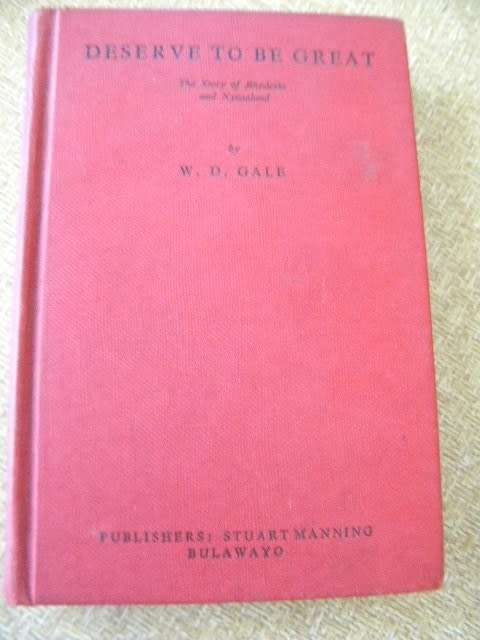 DESERVE TO BE GREAT
The Story of Rhodesia
and Nyasaland
by
W. D. GALE
PUBLISHERS: STUART MANNING
BULAWAYO